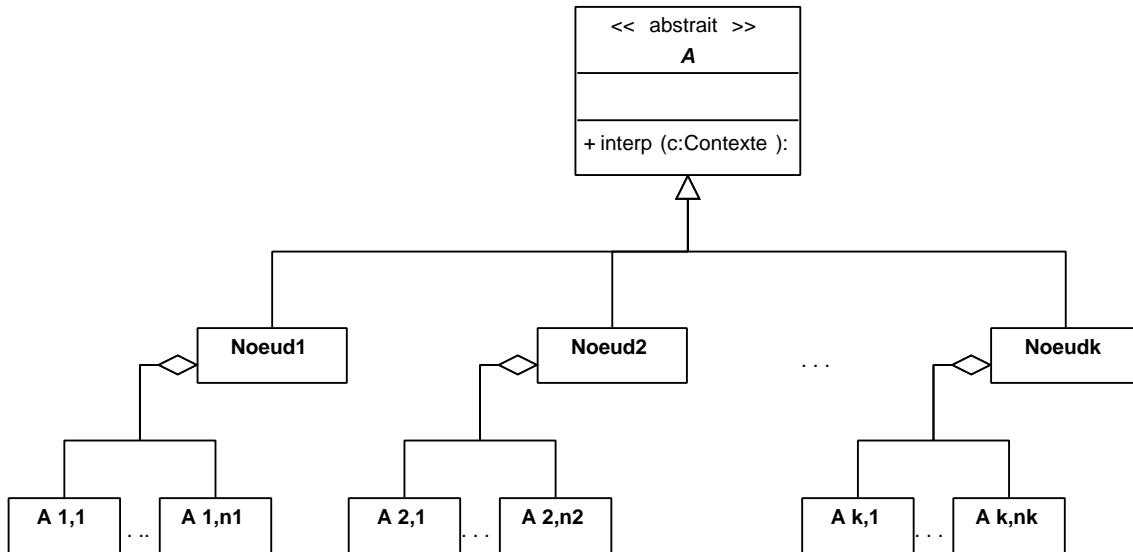 << abstrait >>
A
+ interp (c:Contexte ):
Noeud1
Noeud2
. . .
Noeudk
A 1,1
. ..
A 1,n1
A 2,1
. . .
A 2,n2
A k,1
. . .
A k,nk